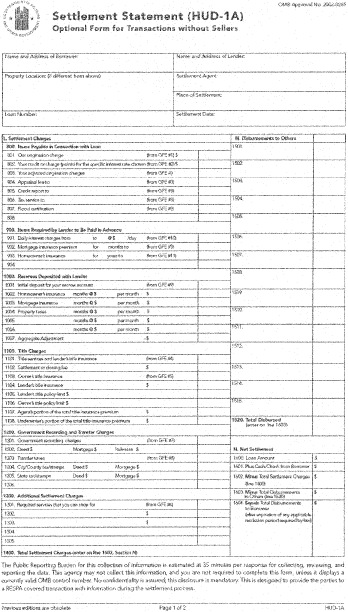 OMB Approval No. 2502-0265
Settlement Statement (HUD-1A)
Optional Form for Transactions without Sellers
Name and Address of Borrower:
Name and Address of Lender:
Property Location: (if different from above)
Settlement Agent:
Place of Settlement:
Loan Number:
Settlement Date:
L. Settlement Charges
M. Disbursements to Others
800. Items Payable in Connection with Loan
801. Our origination charge (from GFE #1) $
802. Your credit or charge (points) for the specific interest rate chosen (from GFE #2) $
803. Your adjusted origination charges (from GFE A)
804. Appraisal fee to (from GFE #3)
805. Credit report to (from GFE #3)
806. Tax service to (from GFE #3)
807. Flood certification (from GFE #3)
808.
900. Items Required by Lender to Be Paid in Advance
901. Daily interest charges from to @ $ /day (from GFE #10)
902. Mortgage insurance premium for months to (from GFE #3)
903. Homeowner's insurance for years to (from GFE #11)
904.
1000. Reserves Deposited with Lender
1001. Initial deposit for your escrow account (from GFE #9)
1002. Homeowner's insurance months @ $ per month $
1003. Mortgage insurance months @ $ per month $
1004. Property taxes months @ $ per month $
1005. months @ $ per month $
1006. months @ $ per month $
1007. Aggregate Adjustment -$
1100. Title Charges
1101. Title services and lender's title insurance (from GFE #4)
1102. Settlement or closing fee $
1103. Owner's title insurance (from GFE #5)
1104. Lender's title insurance $
1105. Lender's title policy limit $
1106. Owner's title policy limit $
1107. Agent's portion of the total title insurance premium $
1108. Underwriter's portion of the total title insurance premium $
1200. Government Recording and Transfer Charges
1201. Government recording charges (from GFE #7)
1202. Deed $ Mortgage $ Releases $
1203. Transfer taxes (from GFE #8)
1204. City/County tax/stamps Deed $ Mortgage $
1205. State tax/stamps Deed $ Mortgage $
1206.
1300. Additional Settlement Charges
1301. Required services that you can shop for (from GFE #6)
1302. $
1303. $
1304.
1305.
1400. Total Settlement Charges (enter on line 1602, Section N)
1501.
1502.
1503.
1504.
1505.
1506.
1507.
1508.
1509.
1510.
1511.
1512.
1513.
1514.
1515.
1520. Total Disbursed
(enter on line 1603)
N. Net Settlement
1600. Loan Amount $
1601. Plus Cash/Check from Borrower $
1602. Minus Total Settlement Charges $
(line 1400)
1603. Minus Total Disbursements $
to Others (line 1520)
1604. Equals Total Disbursements $
to Borrower
(after expiration of any applicable
rescission period required by law)
The Public Reporting Burden for this collection of information is estimated at 35 minutes per response for collecting, reviewing, and
reporting the data. This agency may not collect this information, and you are not required to complete this form, unless it displays a
currently valid OMB control number. No confidentiality is assured; this disclosure is mandatory. This is designed to provide the parties to
a RESPA covered transaction with information during the settlement process.
Previous editions are obsolete
Page 1 of 2
HUD-1A